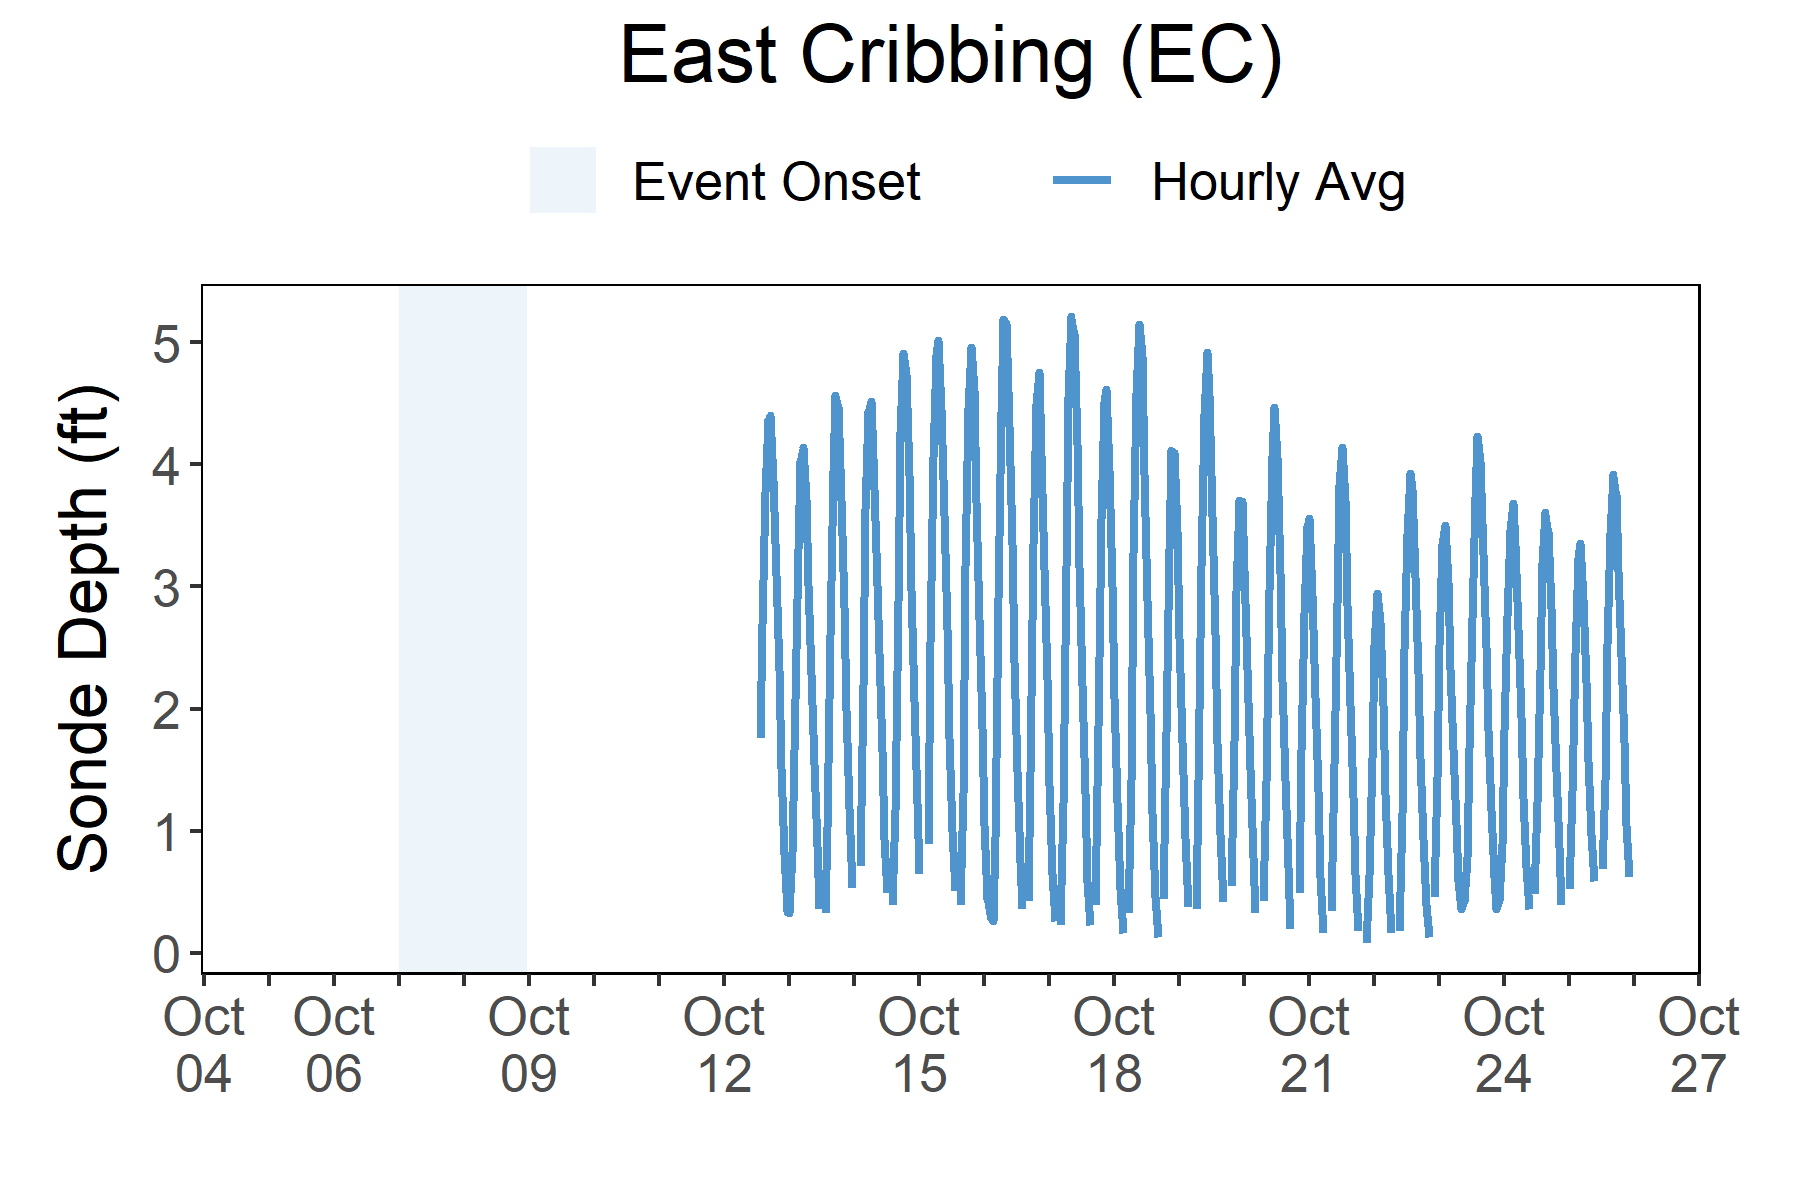 East Cribbing (EC)
Event Onset
Hourly Avg
Sonde Depth (ft)
5
4
3
2
1
0
Oct 04
Oct 06
Oct 09
Oct 12
Oct 15
Oct 18
Oct 21
Oct 24
Oct 27